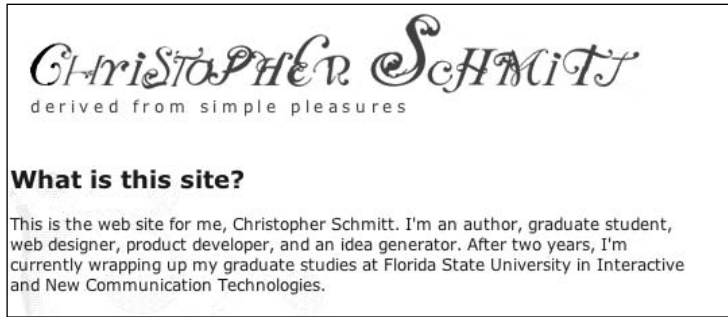 CHriSToPHER ScHMiTT
derived from simple pleasures
What is this site?
This is the web site for me, Christopher Schmitt. I'm an author, graduate student,
web designer, product developer, and an idea generator. After two years, I'm
currently wrapping up my graduate studies at Florida State University in Interactive
and New Communication Technologies.